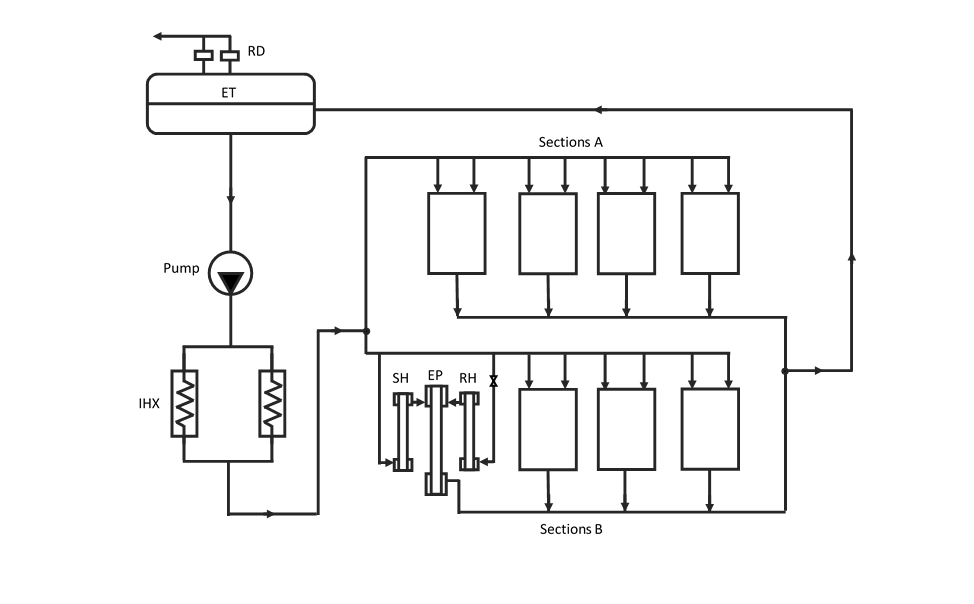 RD
ET
Sections A
Pump
SH
EP
RH
IHX
Sections B